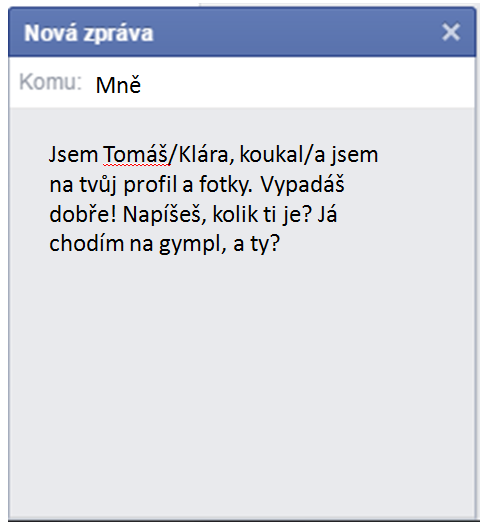 Nová zpráva
Komu: Mně
Jsem Tomáš/Klára, koukal/a jsem
na tvůj profil a fotky. Vypadáš
dobře! Napíšeš, kolik ti je? Já
chodím na gympl, a ty?